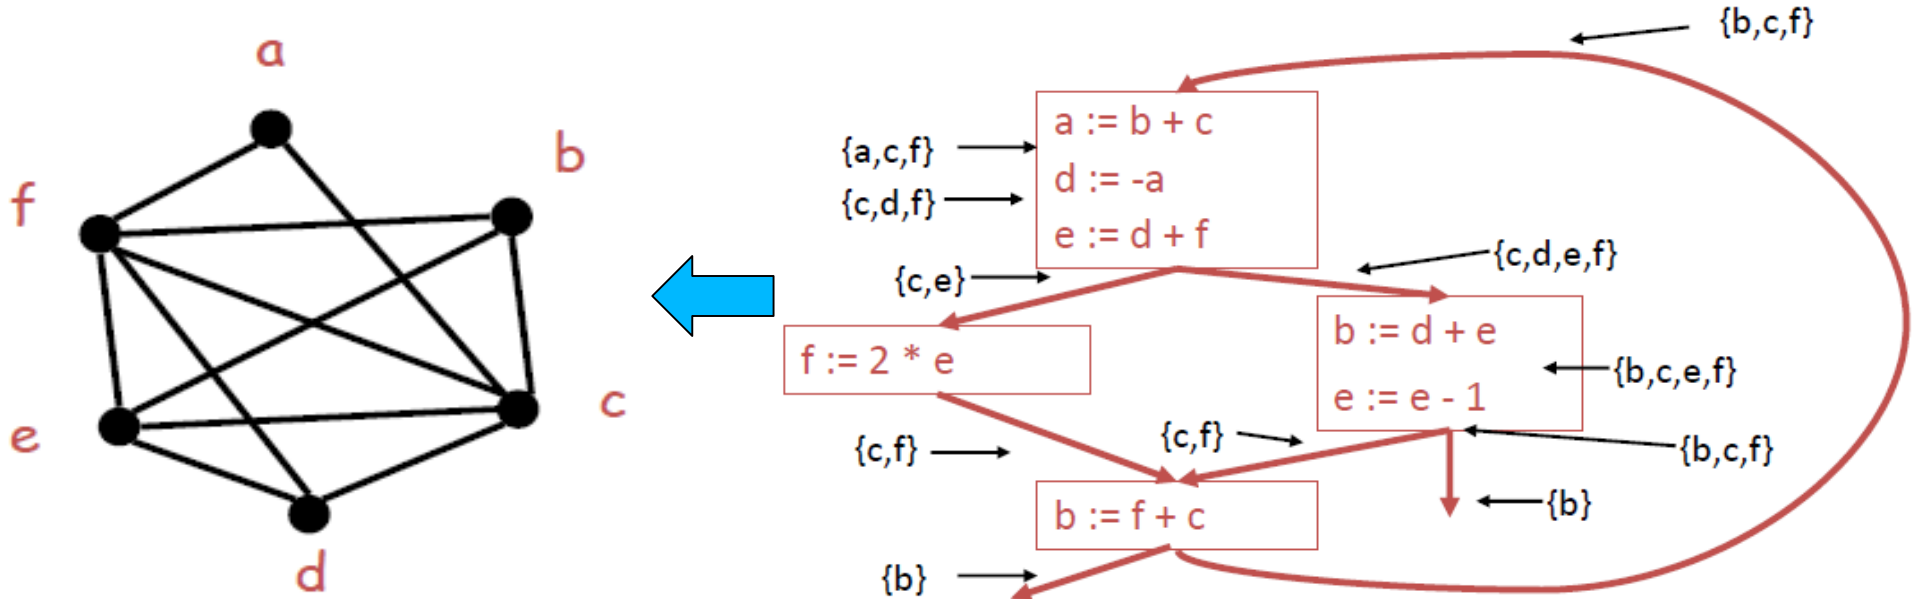 a
b
f
e
c
d
{b,c,f}
a := b + c
{a,c,f}
d := -a
{c,d,f}
e := d + f
{c,d,e,f}
{c,e}
b := d + e
f := 2 * e
{b,c,e,f}
e := e - 1
{c,f}
{c,f}
{b,c,f}
{b}
b := f + c
{b}